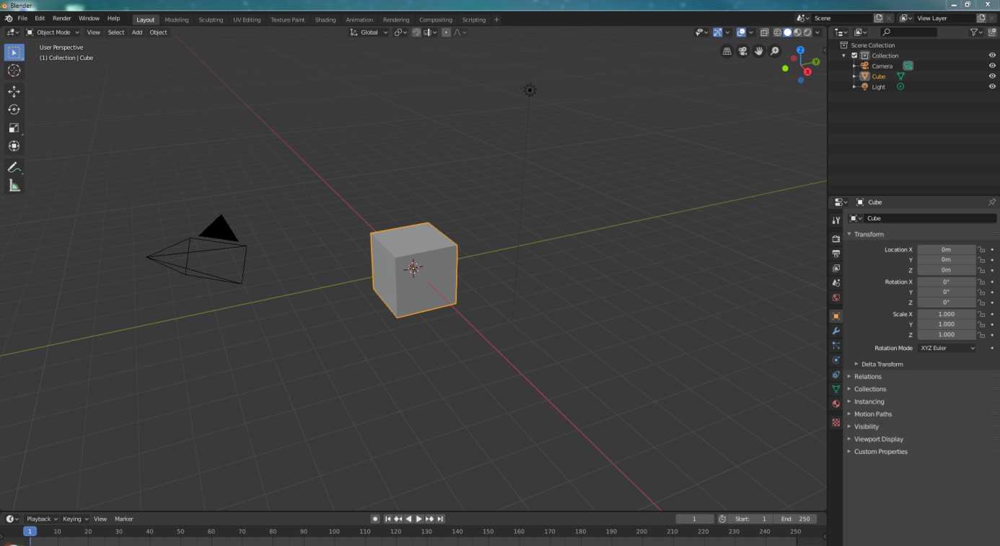 Blender
File Edit Render Window Help Layout Modeling Sculpting UV Editing Texture Paint Shading Animation Rendering Compositing Scripting + Scene View Layer
Object Mode View Select Add Object Global
User Perspective
(1) Collection | Cube
Z
Y
X
Scene Collection
Collection
Camera
Cube
Light
Cube
Cube
Transform
Location X 0m
Y 0m
Z 0m
Rotation X 0°
Y 0°
Z 0°
Scale X 1.000
Y 1.000
Z 1.000
Rotation Mode XYZ Euler
Delta Transform
Relations
Collections
Instancing
Motion Paths
Visibility
Viewport Display
Custom Properties
Playback Keying View Marker 1 Start: 1 End: 250
1 10 20 30 40 50 60 70 80 90 100 110 120 130 140 150 160 170 180 190 200 210 220 230 240 250